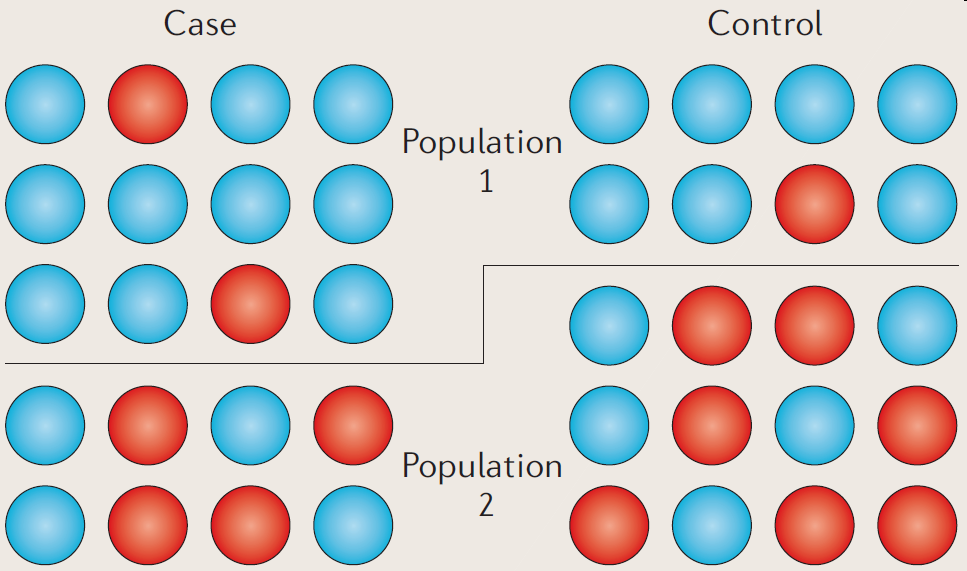 Case
Control
Population
1
Population
2